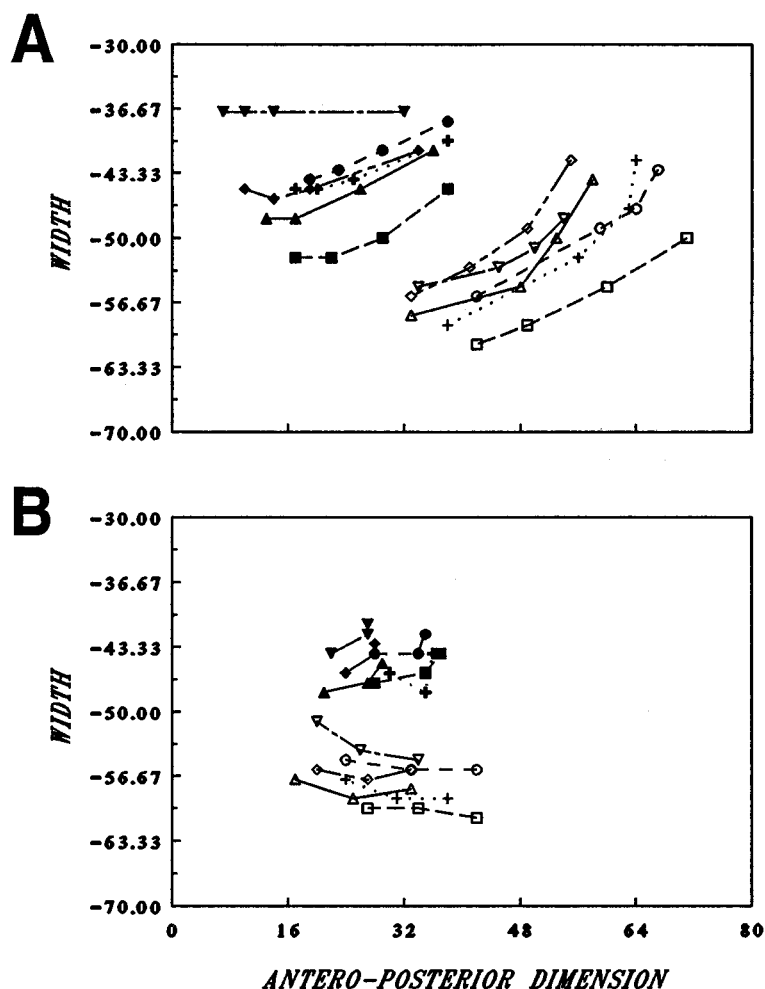 A
-30.00
-36.67
-43.33
-50.00
-56.67
-63.33
-70.00
WIDTH
B
-30.00
-36.67
-43.33
-50.00
-56.67
-63.33
-70.00
WIDTH
0 16 32 48 64 80
ANTERO-POSTERIOR DIMENSION